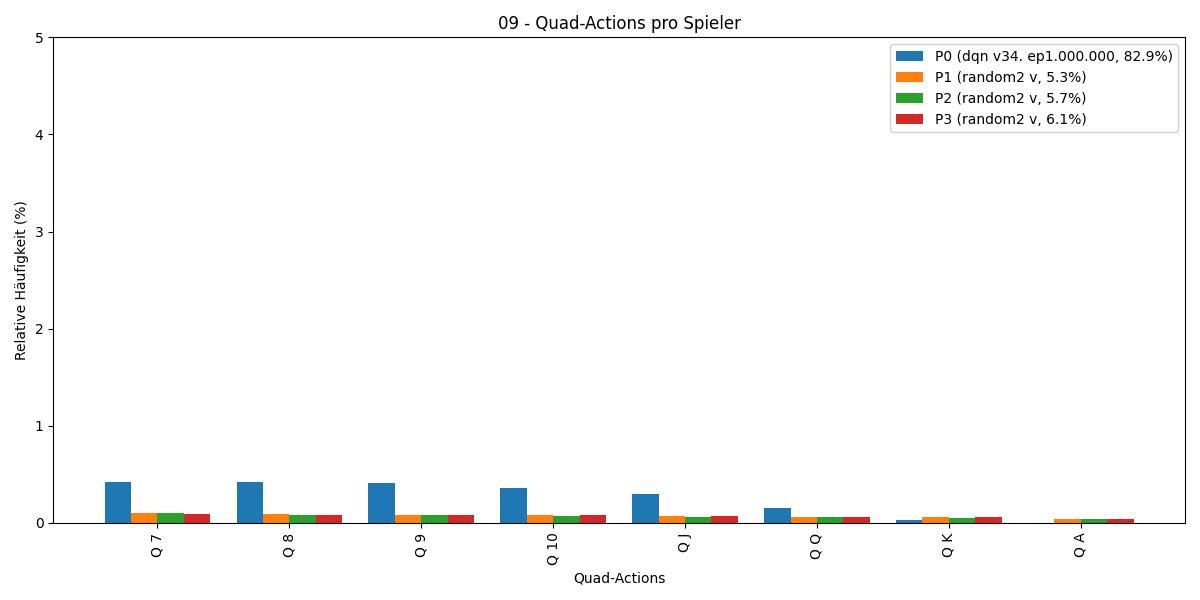 09 - Quad-Actions pro Spieler
P0 (dqn v34. ep1.000.000, 82.9%)
P1 (random2 v, 5.3%)
P2 (random2 v, 5.7%)
P3 (random2 v, 6.1%)
Relative Häufigkeit (%)
5
4
3
2
1
0
Q 7
Q 8
Q 9
Q 10
Q J
Q Q
Q K
Q A
Quad-Actions